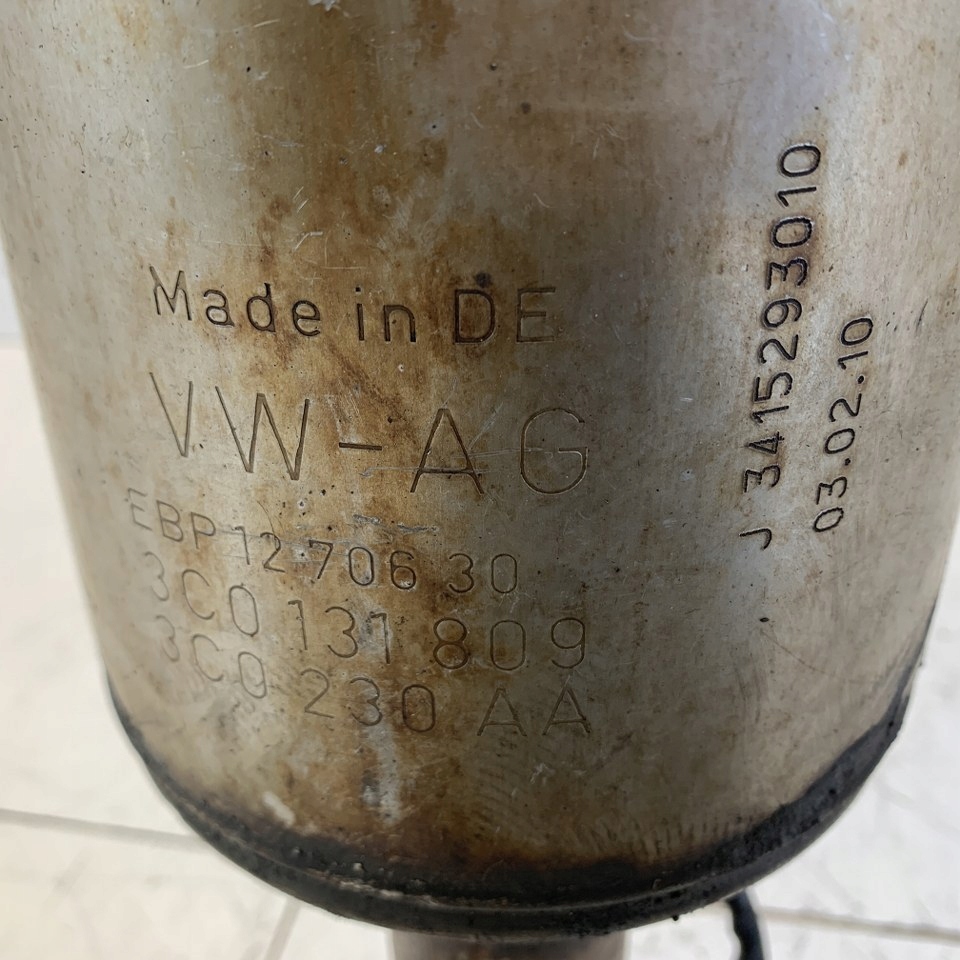 Made in DE
VW-AG
EBP 12 706 30
3C0 131 809
3C0 230 AA
J 3415293010
03.02.10